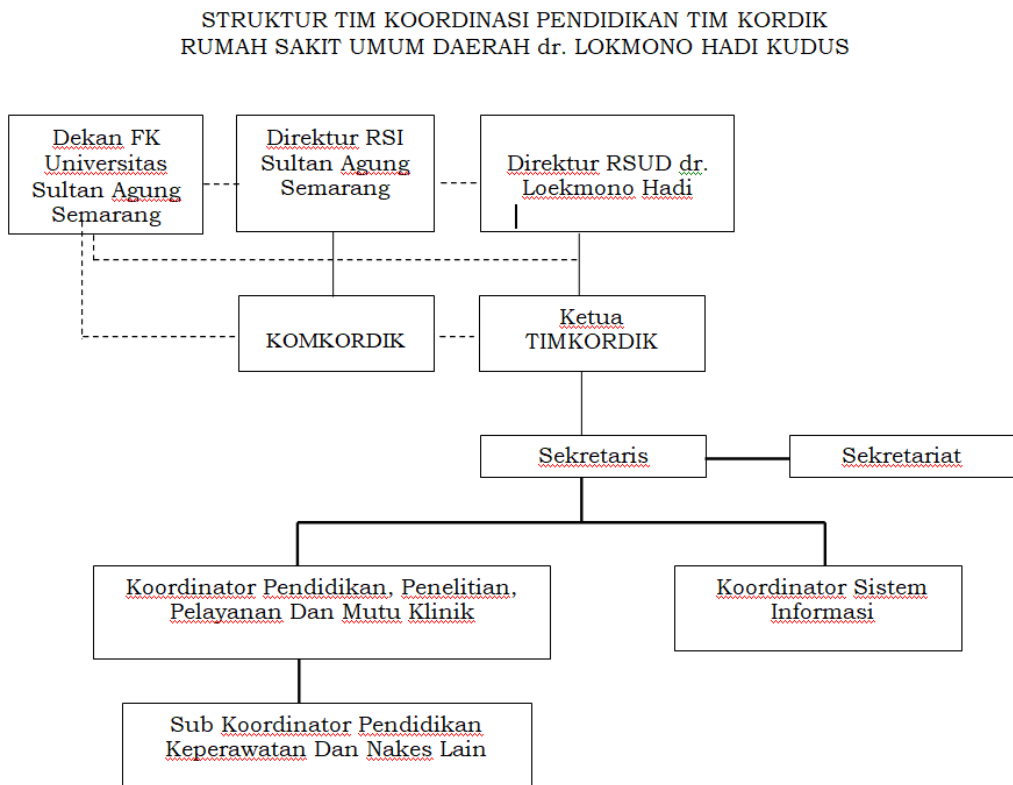 STRUKTUR TIM KOORDINASI PENDIDIKAN TIM KORDIK
RUMAH SAKIT UMUM DAERAH dr. LOKMONO HADI KUDUS
Dekan FK
Universitas
Sultan Agung
Semarang
Direktur RSI
Sultan Agung
Semarang
Direktur RSUD dr.
Loekmono Hadi
KOMKORDIK
Ketua
TIMKORDIK
Sekretaris
Sekretariat
Koordinator Pendidikan, Penelitian,
Pelayanan Dan Mutu Klinik
Koordinator Sistem
Informasi
Sub Koordinator Pendidikan
Keperawatan Dan Nakes Lain